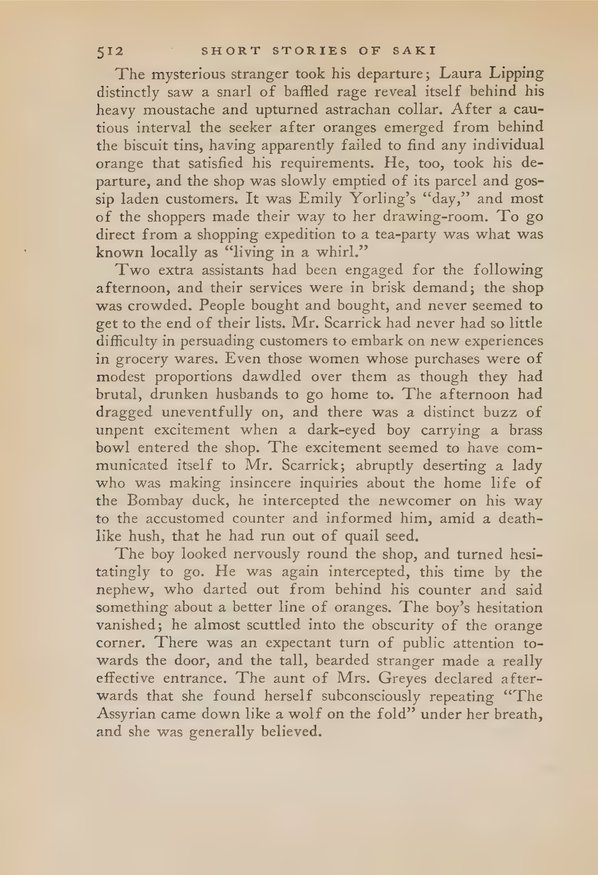 512 SHORT STORIES OF SAKI
The mysterious stranger took his departure; Laura Lipping
distinctly saw a snarl of baffled rage reveal itself behind his
heavy moustache and upturned astrachan collar. After a cau-
tious interval the seeker after oranges emerged from behind
the biscuit tins, having apparently failed to find any individual
orange that satisfied his requirements. He, too, took his de-
parture, and the shop was slowly emptied of its parcel and gos-
sip laden customers. It was Emily Yorling's “day,” and most
of the shoppers made their way to her drawing-room. To go
direct from a shopping expedition to a tea-party was what was
known locally as “living in a whirl.”
Two extra assistants had been engaged for the following
afternoon, and their services were in brisk demand; the shop
was crowded. People bought and bought, and never seemed to
get to the end of their lists. Mr. Scarrick had never had so little
difficulty in persuading customers to embark on new experiences
in grocery wares. Even those women whose purchases were of
modest proportions dawdled over them as though they had
brutal, drunken husbands to go home to. The afternoon had
dragged uneventfully on, and there was a distinct buzz of
unpent excitement when a dark-eyed boy carrying a brass
bowl entered the shop. The excitement seemed to have com-
municated itself to Mr. Scarrick; abruptly deserting a lady
who was making insincere inquiries about the home life of
the Bombay duck, he intercepted the newcomer on his way
to the accustomed counter and informed him, amid a death-
like hush, that he had run out of quail seed.
The boy looked nervously round the shop, and turned hesi-
tatingly to go. He was again intercepted, this time by the
nephew, who darted out from behind his counter and said
something about a better line of oranges. The boy's hesitation
vanished; he almost scuttled into the obscurity of the orange
corner. There was an expectant turn of public attention to-
wards the door, and the tall, bearded stranger made a really
effective entrance. The aunt of Mrs. Greyes declared after-
wards that she found herself subconsciously repeating “The
Assyrian came down like a wolf on the fold” under her breath,
and she was generally believed.